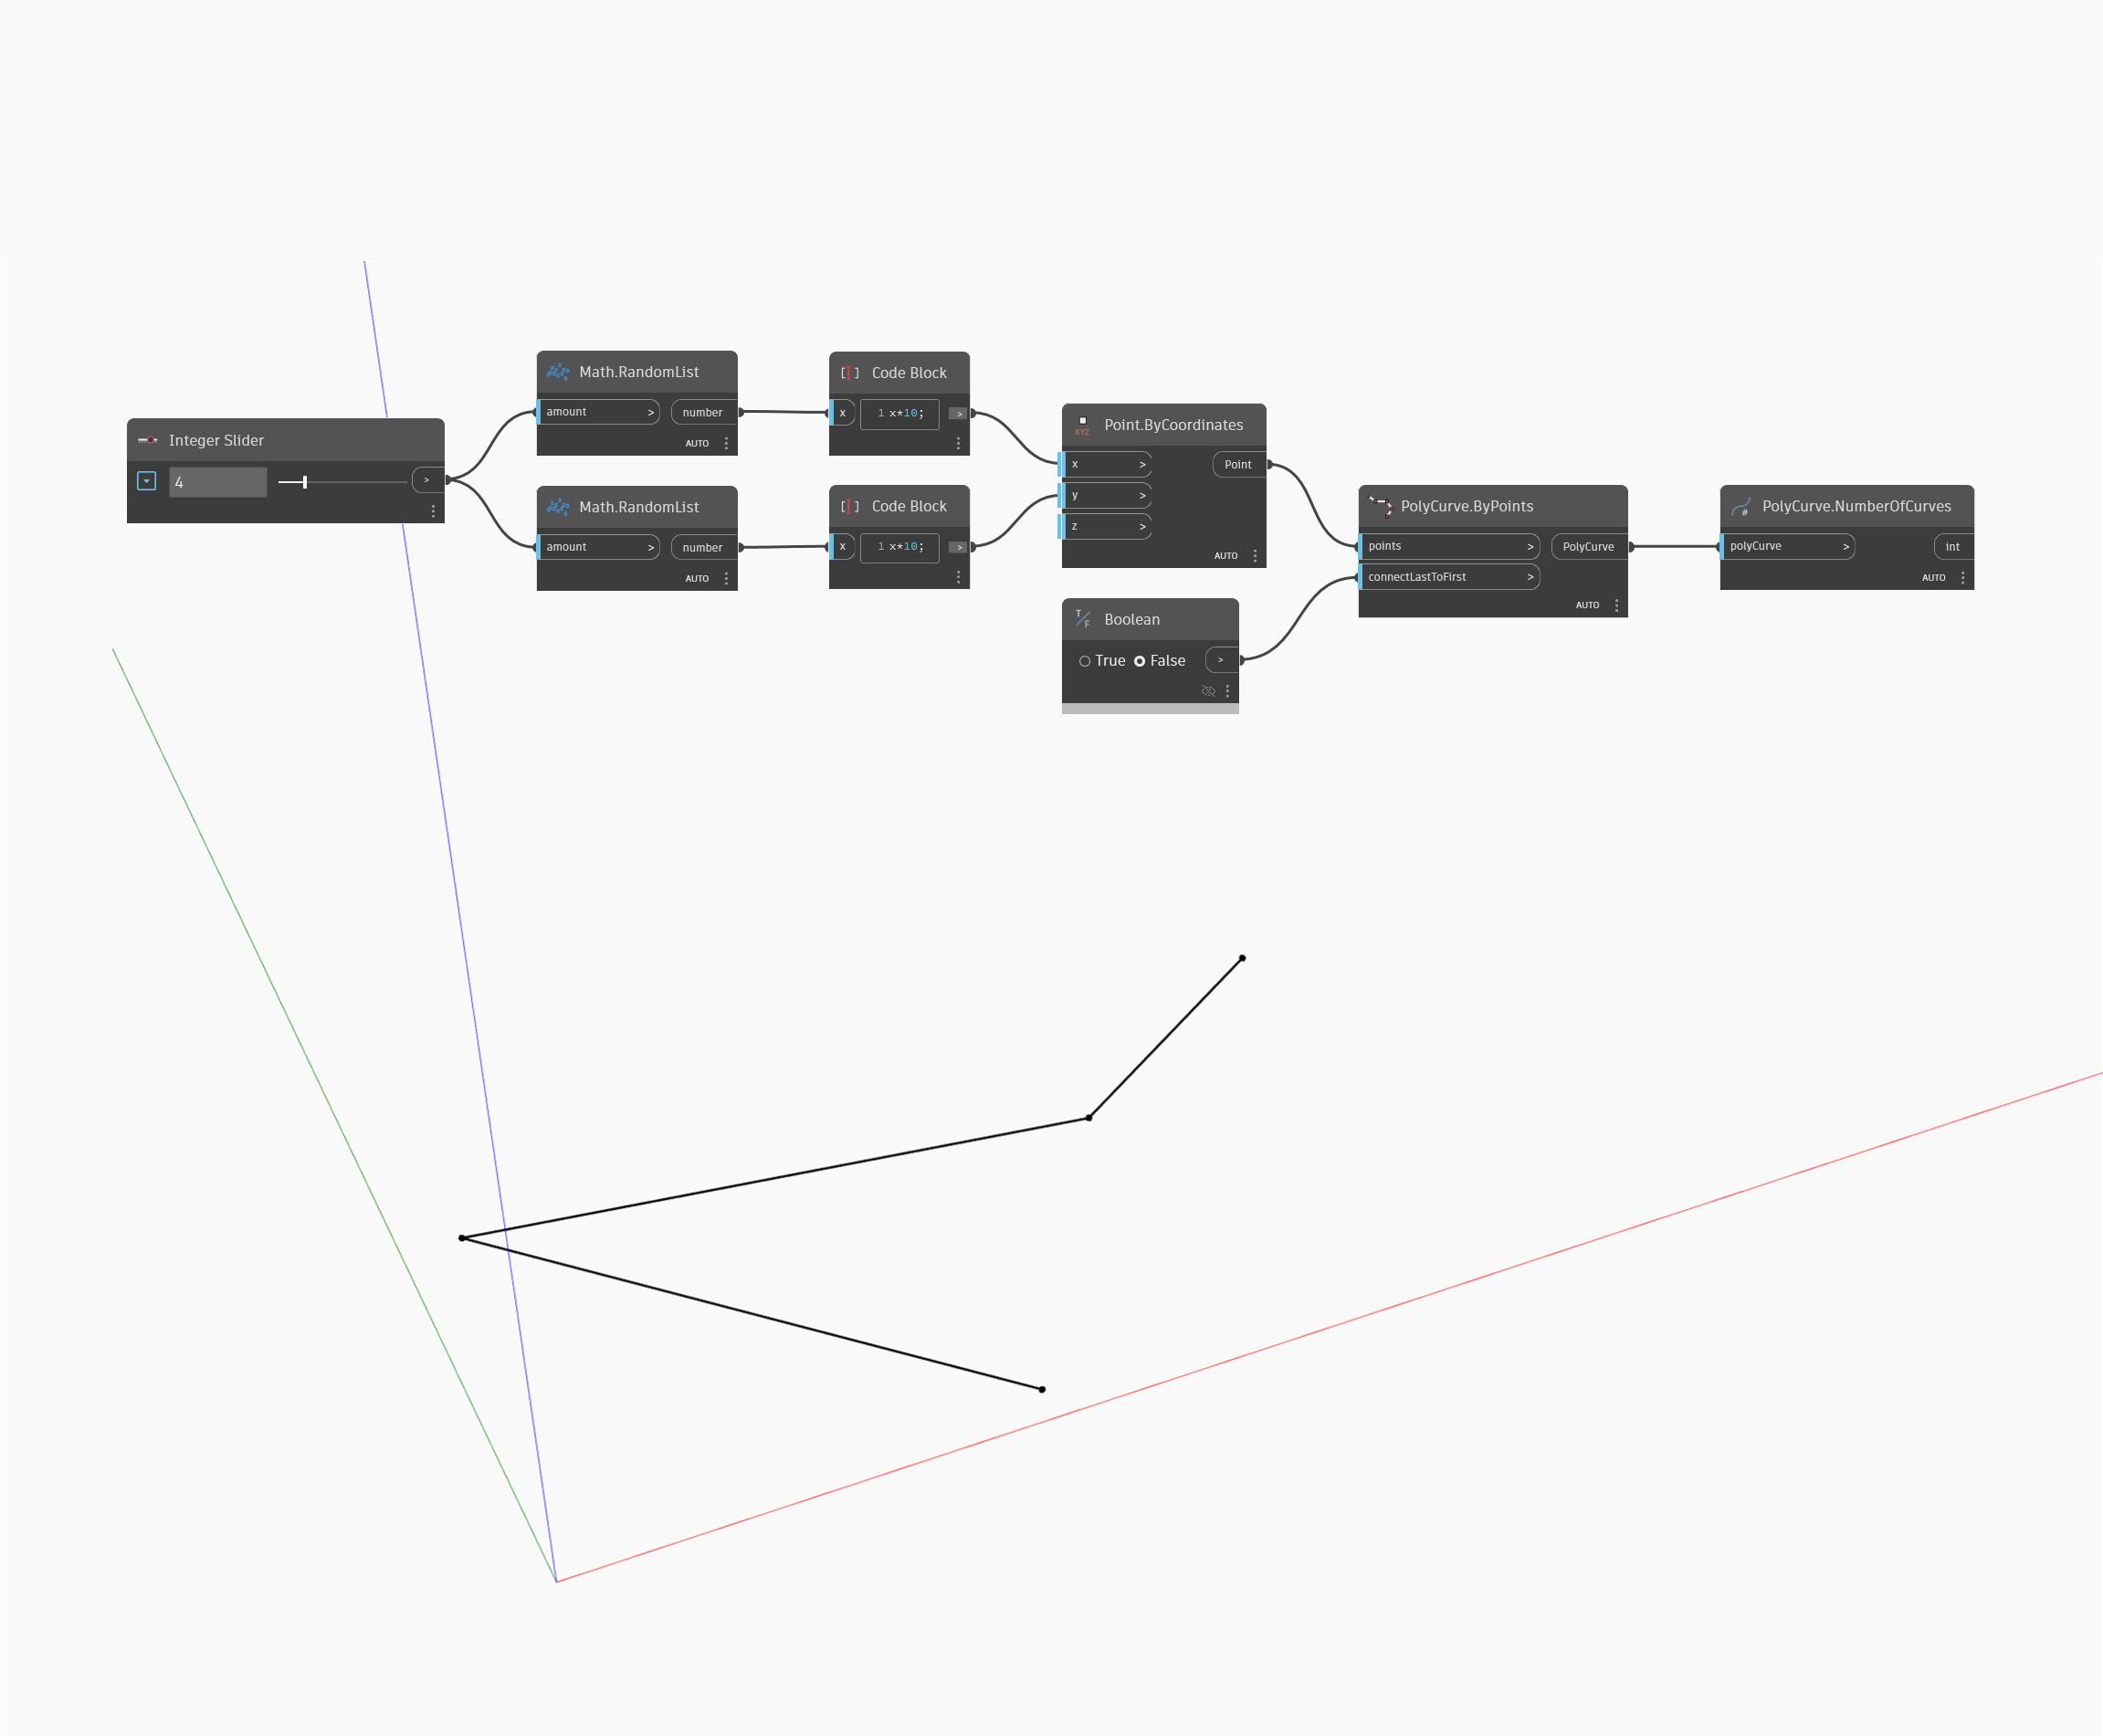 Integer Slider
4
>
Math.RandomList
amount >
number
AUTO
Math.RandomList
amount >
number
AUTO
[I] Code Block
x
1 x*10;
>
[I] Code Block
x
1 x*10;
>
XYZ
Point.ByCoordinates
x >
Point
y >
z >
AUTO
T/F Boolean
True False
>
PolyCurve.ByPoints
points >
PolyCurve
connectLastToFirst >
AUTO
# PolyCurve.NumberOfCurves
polyCurve >
int
AUTO